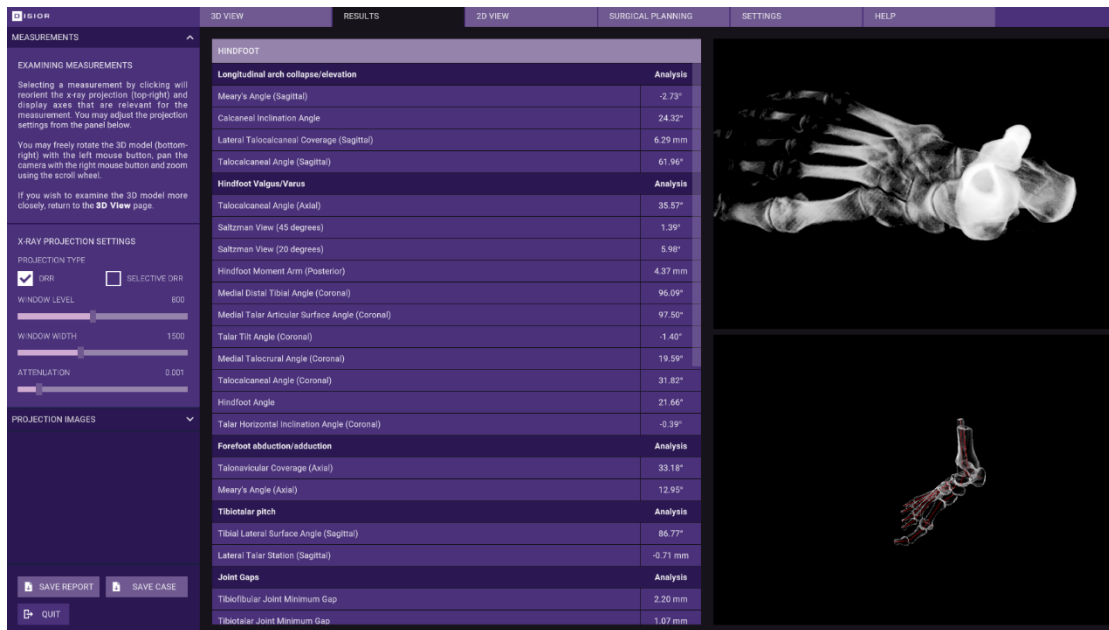 DISIOR
3D VIEW
RESULTS
2D VIEW
SURGICAL PLANNING
SETTINGS
HELP
MEASUREMENTS
EXAMINING MEASUREMENTS
Selecting a measurement by clicking will
reorient the x-ray projection (top-right) and
display axes that are relevant for the
measurement. You may adjust the projection
settings from the panel below.
You may freely rotate the 3D model (bottom-
right) with the left mouse button, pan the
camera with the right mouse button and zoom
using the scroll wheel.
If you wish to examine the 3D model more
closely, return to the 3D View page.
X-RAY PROJECTION SETTINGS
PROJECTION TYPE
DRR
SELECTIVE DRR
WINDOW LEVEL 800
WINDOW WIDTH 1500
ATTENUATION 0.001
PROJECTION IMAGES
SAVE REPORT
SAVE CASE
QUIT
HINDFOOT
Longitudinal arch collapse/elevation Analysis
Meary's Angle (Sagittal) -2.73°
Calcaneal Inclination Angle 24.32°
Lateral Talocalcaneal Coverage (Sagittal) 6.29 mm
Talocalcaneal Angle (Sagittal) 61.96°
Hindfoot Valgus/Varus Analysis
Talocalcaneal Angle (Axial) 35.57°
Saltzman View (45 degrees) 1.39°
Saltzman View (20 degrees) 5.98°
Hindfoot Moment Arm (Posterior) 4.37 mm
Medial Distal Tibial Angle (Coronal) 96.09°
Medial Talar Articular Surface Angle (Coronal) 97.50°
Talar Tilt Angle (Coronal) -1.40°
Medial Talocrural Angle (Coronal) 19.59°
Talocalcaneal Angle (Coronal) 31.82°
Hindfoot Angle 21.66°
Talar Horizontal Inclination Angle (Coronal) -0.39°
Forefoot abduction/adduction Analysis
Talonavicular Coverage (Axial) 33.18°
Meary's Angle (Axial) 12.95°
Tibiotalar pitch Analysis
Tibial Lateral Surface Angle (Sagittal) 86.77°
Lateral Talar Station (Sagittal) -0.71 mm
Joint Gaps Analysis
Tibiofibular Joint Minimum Gap 2.20 mm
Tibiotalar Joint Minimum Gap 1.07 mm